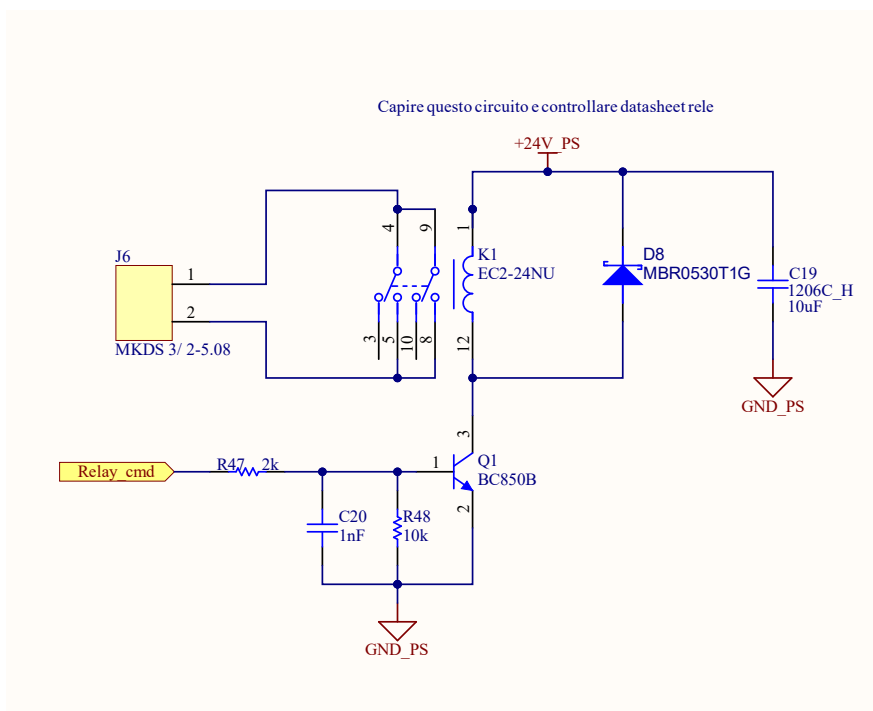 Capire questo circuito e controllare datasheet rele
+24V_PS
4
9
1
J6
K1
EC2-24NU
D8
MBR0530T1G
C19
1206C_H
10uF
1
2
3
5
10
8
12
MKDS 3/ 2-5.08
GND_PS
3
Relay_cmd
R47
2k
1
Q1
BC850B
2
C20
1nF
R48
10k
GND_PS